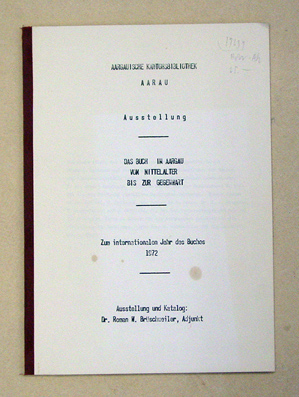 AARGAUISCHE KANTONSBIBLIOTHEK
AARAU
Ausstellung
DAS BUCH IM AARGAU
VOM MITTELALTER
BIS ZUR GEGENWART
Zum internationalen Jahr des Buches
1972
Ausstellung und Katalog:
Dr. Roman W. Brüschweiler, Adjunkt